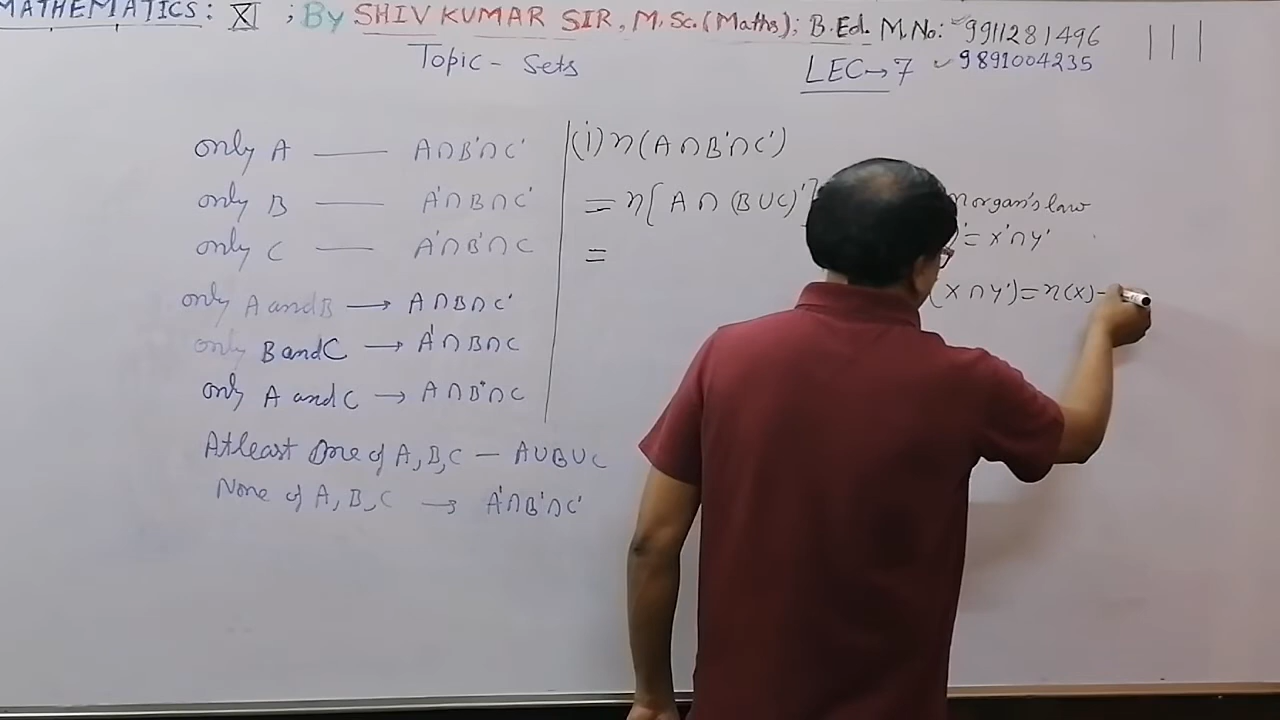 MATHEMATICS: XI ; By SHIV KUMAR SIR, M.Sc.(Maths); B.Ed. M.No: 9911281496
9891004235
Topic - Sets
LEC→7
only A —— A∩B'∩C'
only B —— A'∩B∩C'
only C —— A'∩B'∩C
only A and B → A∩B∩C'
only B and C → A'∩B∩C
only A and C → A∩B'∩C
Atleast One of A,B,C — A∪B∪C
None of A,B,C → A'∩B'∩C'
(i) n(A∩B'∩C')
= n[A∩(B∪C)']
=
morgan's law
)'= X'∩Y'
(X∩Y')=n(X)-